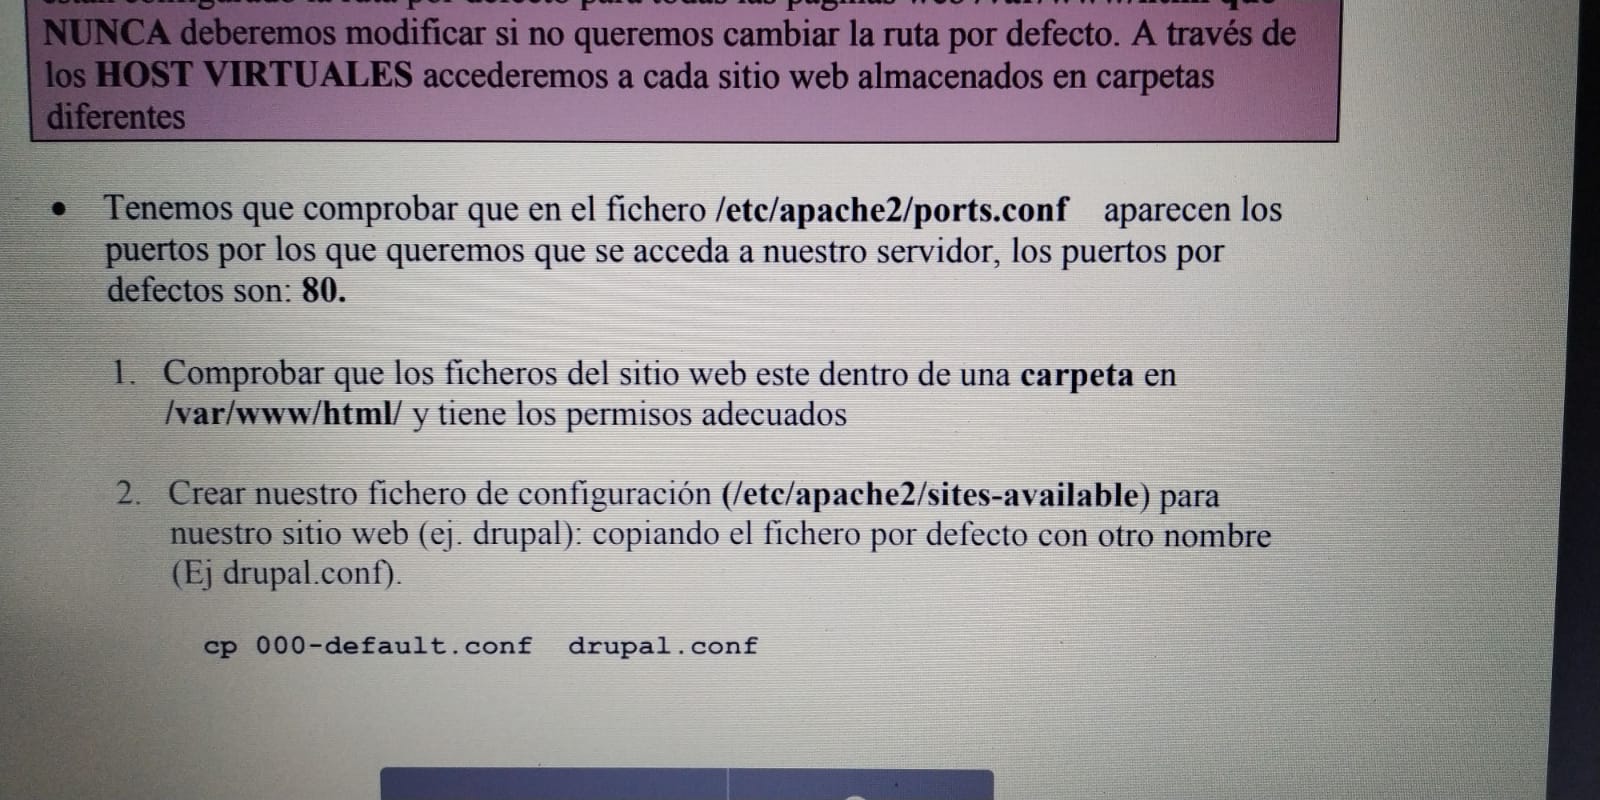 NUNCA deberemos modificar si no queremos cambiar la ruta por defecto. A través de
los HOST VIRTUALES accederemos a cada sitio web almacenados en carpetas
diferentes
• Tenemos que comprobar que en el fichero /etc/apache2/ports.conf aparecen los
puertos por los que queremos que se acceda a nuestro servidor, los puertos por
defectos son: 80.
1. Comprobar que los ficheros del sitio web este dentro de una carpeta en
/var/www/html/ y tiene los permisos adecuados
2. Crear nuestro fichero de configuración (/etc/apache2/sites-available) para
nuestro sitio web (ej. drupal): copiando el fichero por defecto con otro nombre
(Ej drupal.conf).
cp 000-default.conf drupal.conf